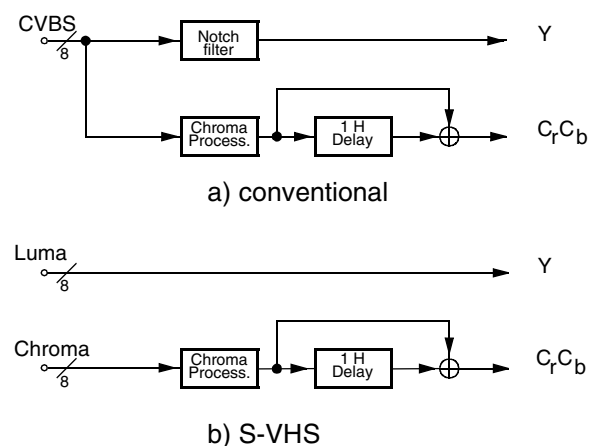 CVBS
8
Notch
filter
Y
Chroma
Process.
1 H
Delay
CrCb
a) conventional
Luma
8
Y
Chroma
8
Chroma
Process.
1 H
Delay
CrCb
b) S-VHS